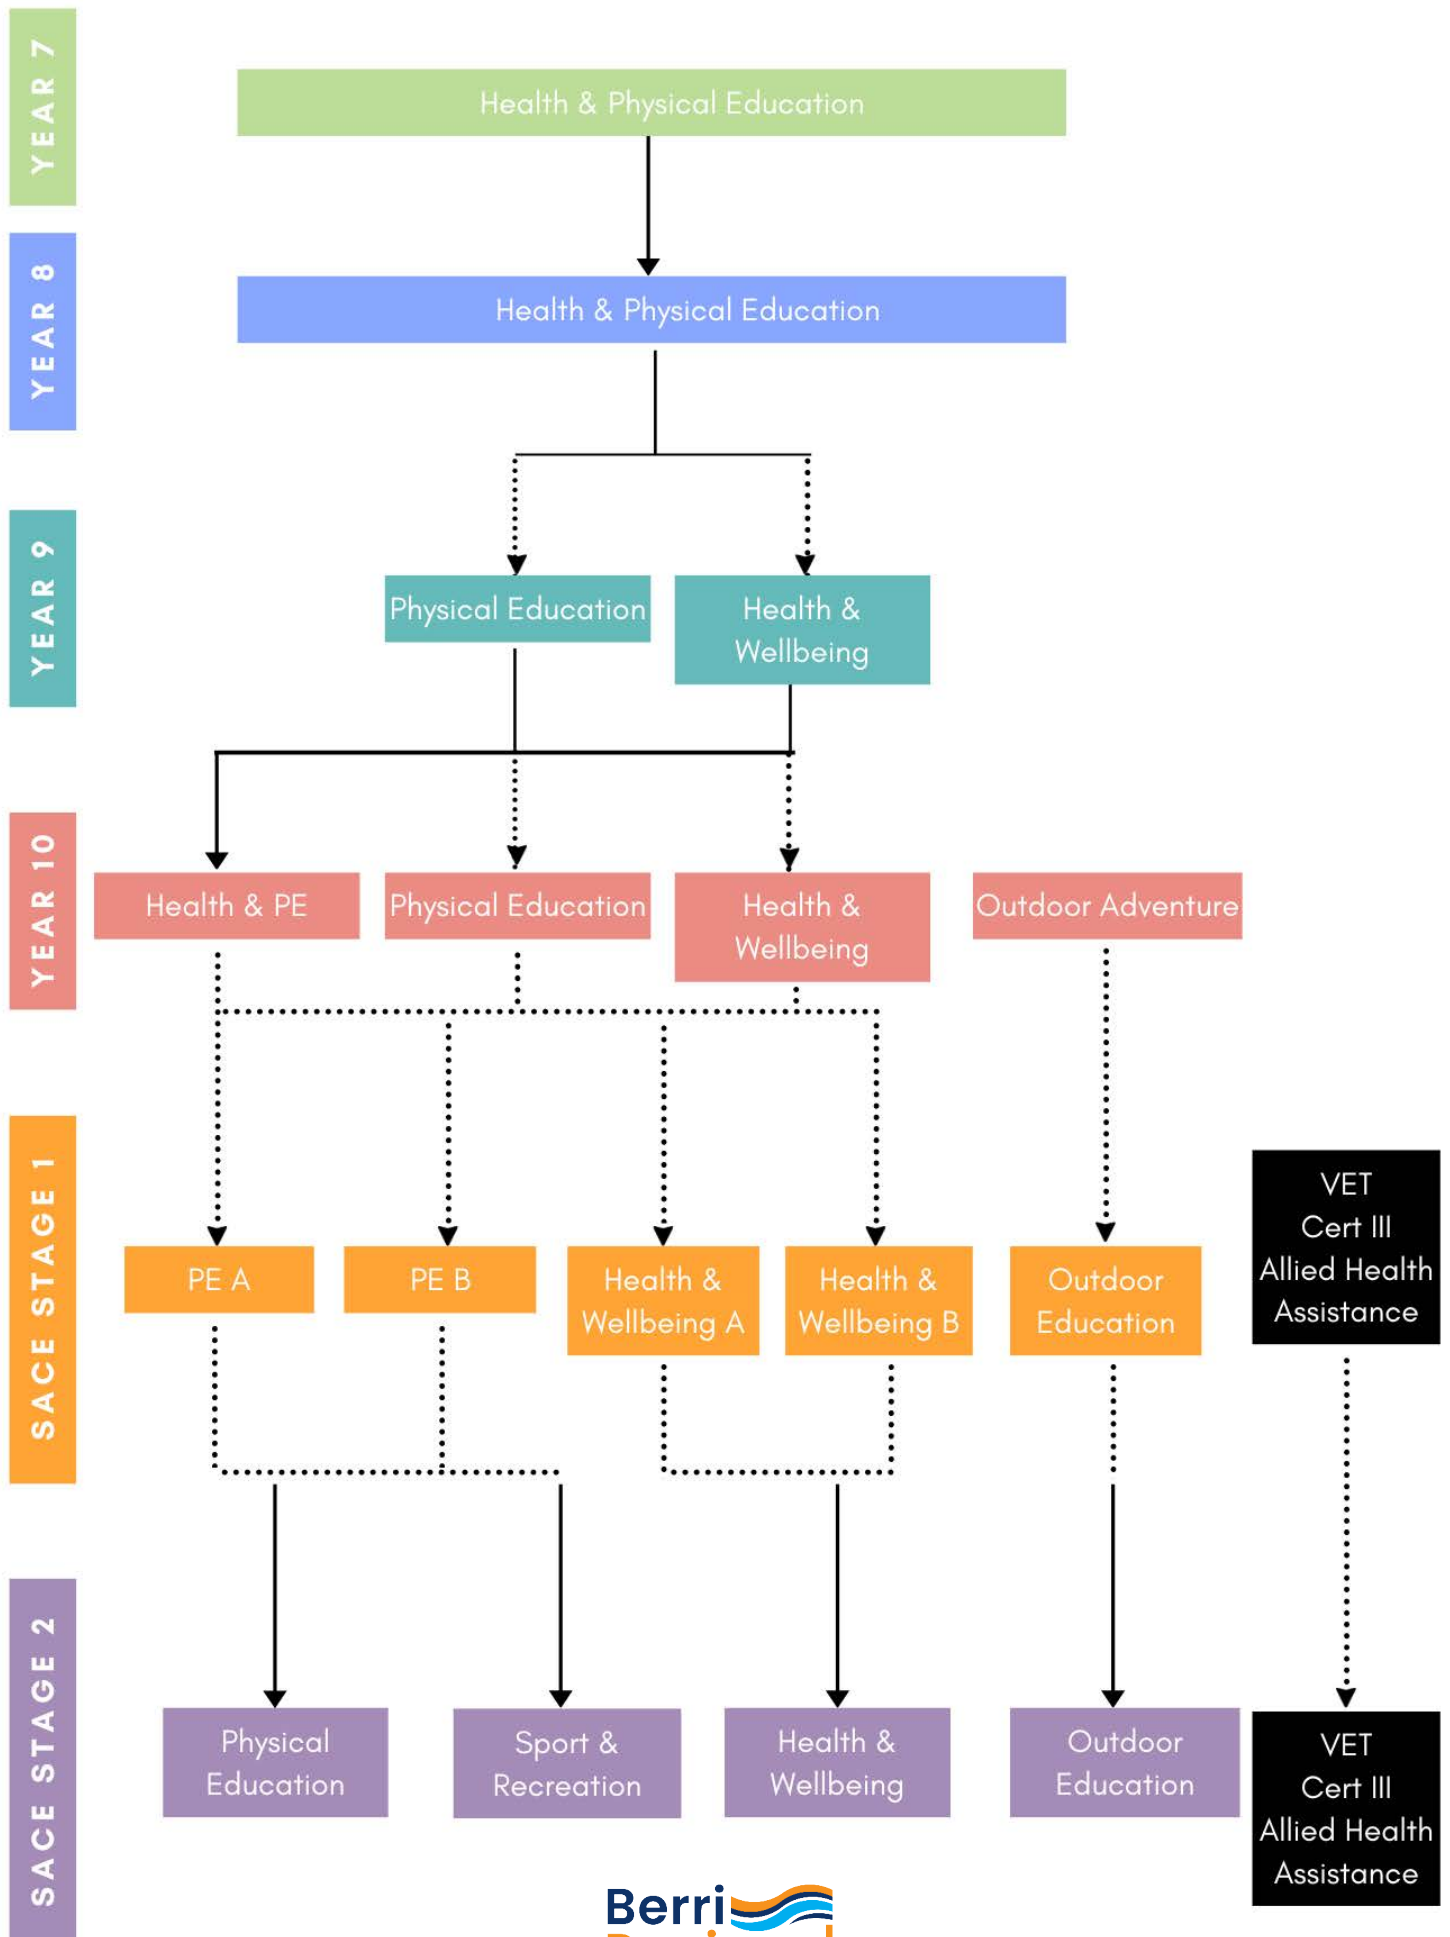 YEAR 7
Health & Physical Education
YEAR 8
Health & Physical Education
YEAR 9
Physical Education
Health &
Wellbeing
YEAR 10
Health & PE
Physical Education
Health &
Wellbeing
Outdoor Adventure
SACE STAGE 1
PE A
PE B
Health &
Wellbeing A
Health &
Wellbeing B
Outdoor
Education
VET
Cert III
Allied Health
Assistance
SACE STAGE 2
Physical
Education
Sport &
Recreation
Health &
Wellbeing
Outdoor
Education
VET
Cert III
Allied Health
Assistance
Berri